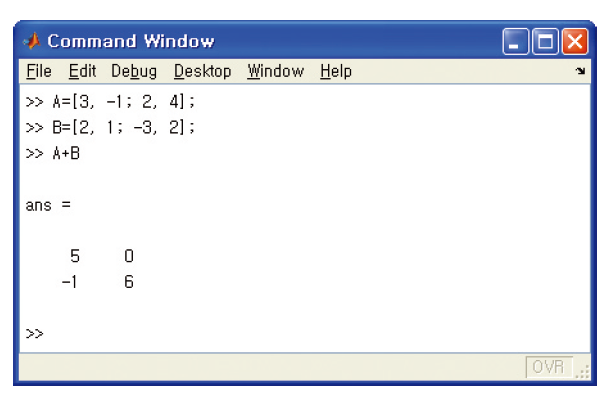 Command Window
File Edit Debug Desktop Window Help
>> A=[3, -1; 2, 4];
>> B=[2, 1; -3, 2];
>> A+B
ans =
5 0
-1 6
>>
OVR